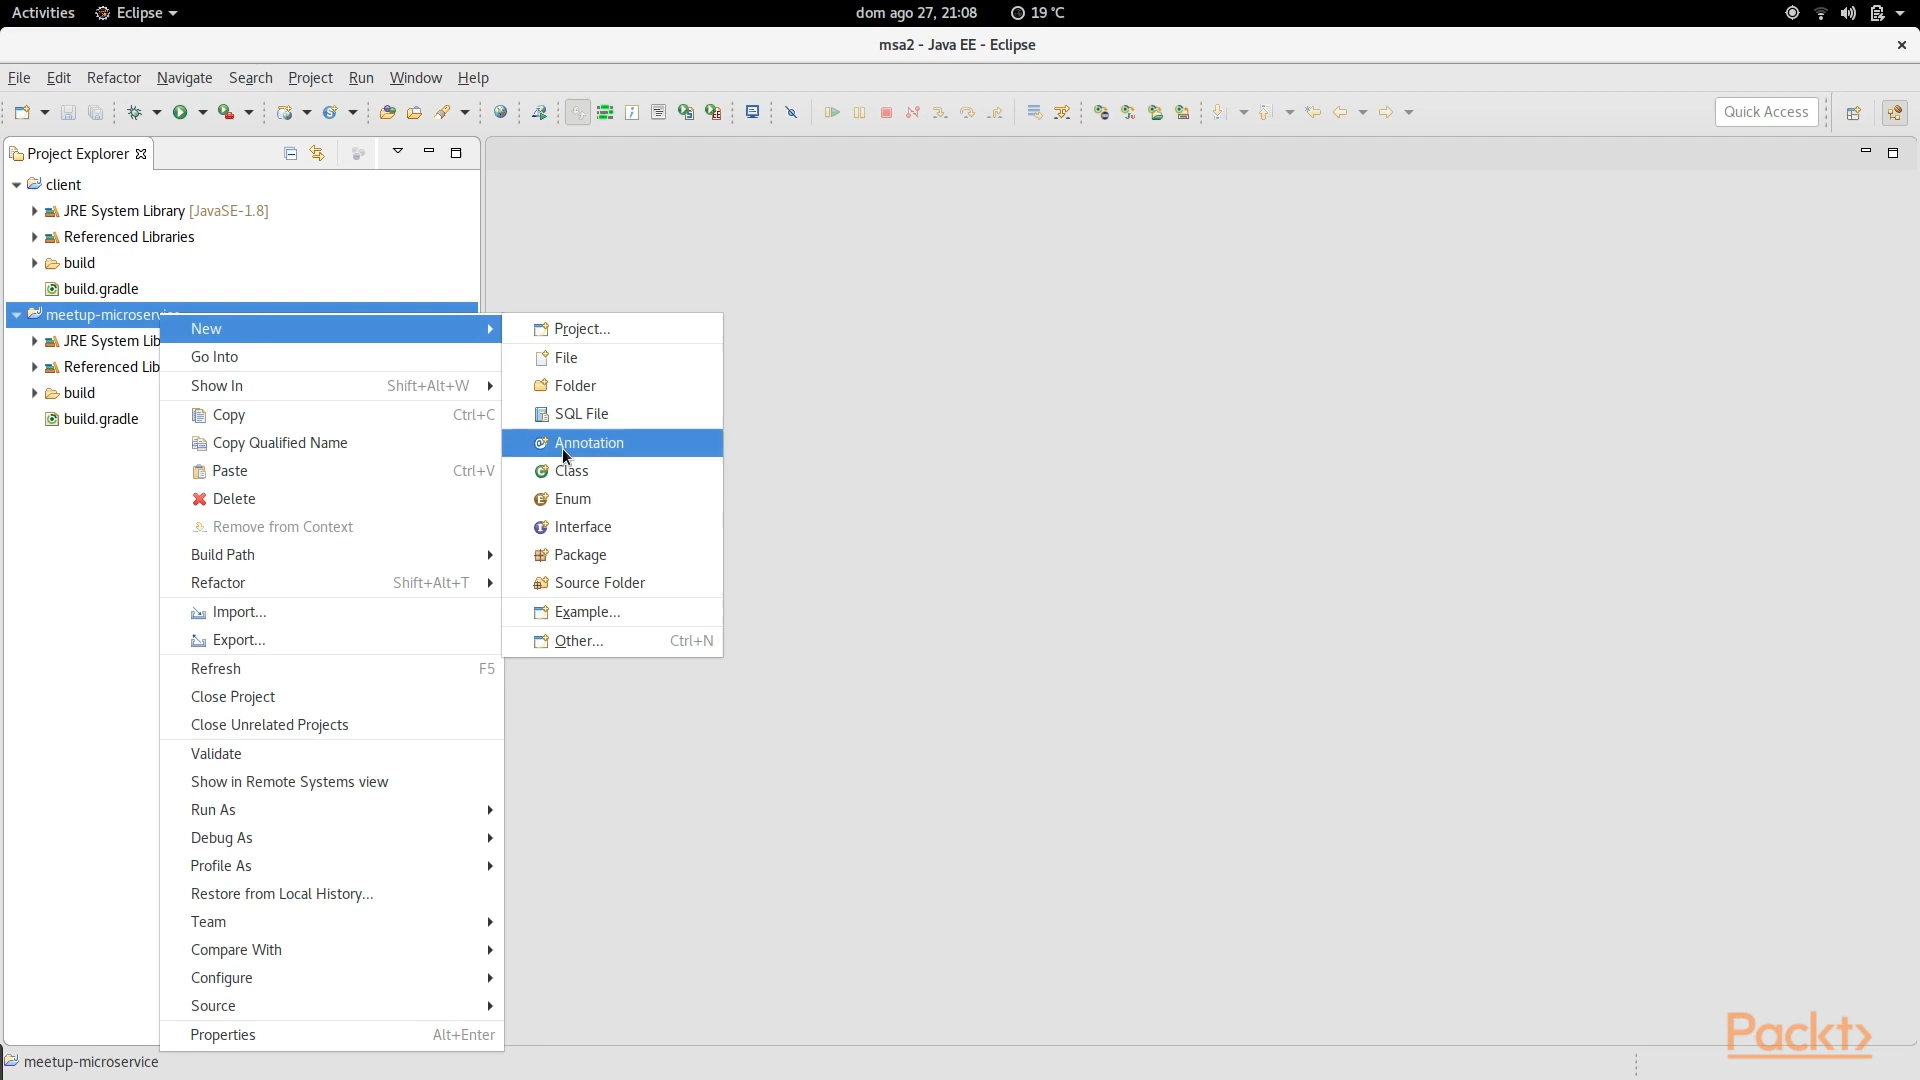 Activities Eclipse dom ago 27, 21:08 19 °C
msa2 - Java EE - Eclipse
File Edit Refactor Navigate Search Project Run Window Help
Quick Access
Project Explorer
client
JRE System Library [JavaSE-1.8]
Referenced Libraries
build
build.gradle
meetup-microservice
JRE System Lib
Referenced Lib
build
build.gradle
New
Go Into
Show In Shift+Alt+W
Copy Ctrl+C
Copy Qualified Name
Paste Ctrl+V
Delete
Remove from Context
Build Path
Refactor Shift+Alt+T
Import...
Export...
Refresh F5
Close Project
Close Unrelated Projects
Validate
Show in Remote Systems view
Run As
Debug As
Profile As
Restore from Local History...
Team
Compare With
Configure
Source
Properties Alt+Enter
Project...
File
Folder
SQL File
Annotation
Class
Enum
Interface
Package
Source Folder
Example...
Other... Ctrl+N
meetup-microservice
Packt